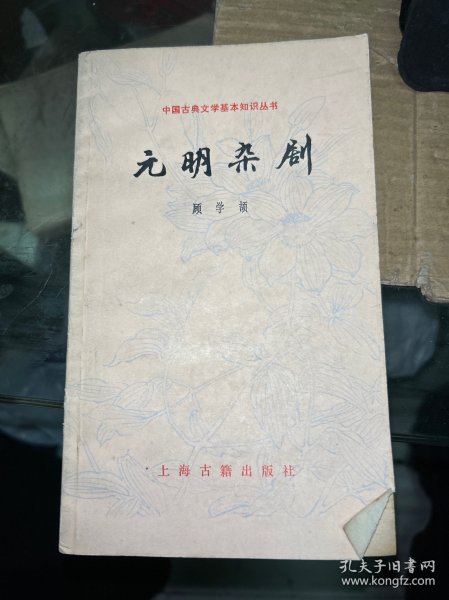 中国古典文学基本知识丛书
元明杂剧
顾学颉
上海古籍出版社
孔夫子旧书网
www.kongfz.com